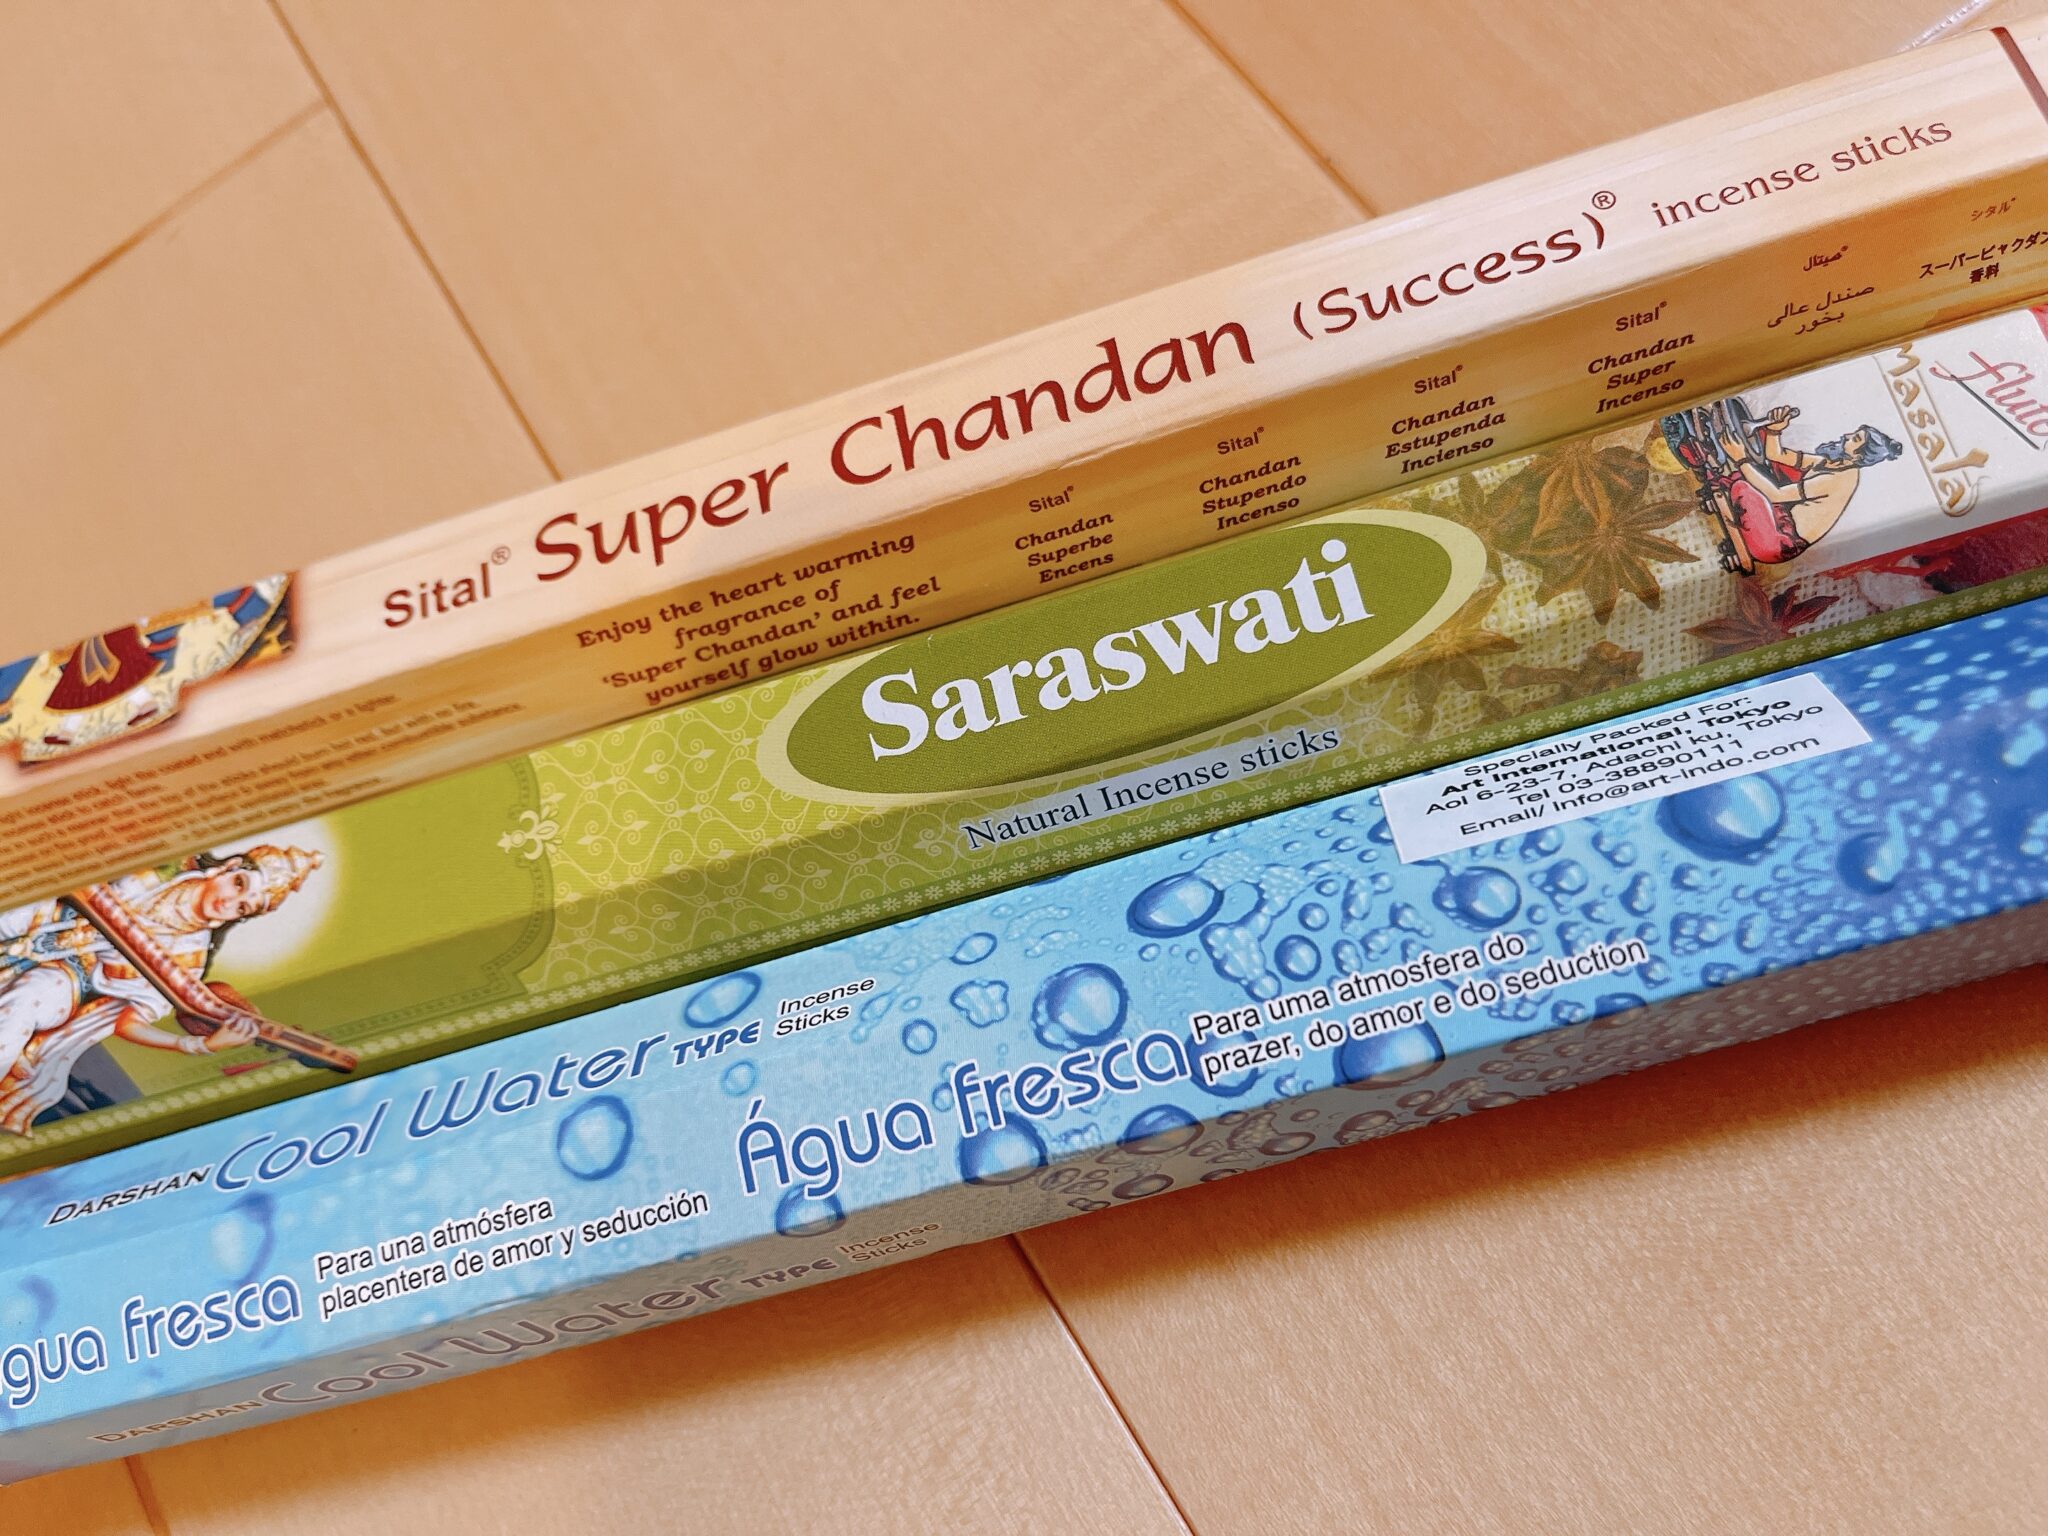 Sital® Super Chandan (Success)® incense sticks
Enjoy the heart warming
fragrance of
'Super Chandan' and feel
yourself glow within.
Sital®
Chandan
Superbe
Encens
Sital®
Chandan
Stupendo
Incenso
Sital®
Chandan
Estupenda
Incienso
Sital®
Chandan
Super
Incenso
صندل عالى
بخور
シタル®
スーパービャクダン
香料
Saraswati
Natural Incense sticks
Masala
flute
Specially Packed For:
Art International, Tokyo
Aoi 6-23-7, Adachi ku, Tokyo
Tel 03-38890111
Email/ Info@art-indo.com
DARSHAN Cool Water TYPE Incense
Sticks
Água fresca Para uma atmosfera do
prazer, do amor e do seduction
gua fresca Para una atmósfera
placentera de amor y seducción
DARSHAN Cool Water TYPE Incense
Sticks